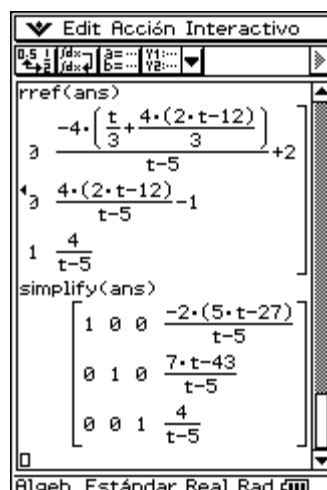 Edit Acción Interactivo
rref(ans)
0 -4·(t/3+4·(2·t-12)/3)/t-5+2
0 4·(2·t-12)/t-5-1
1 4/t-5
simplify(ans)
[1 0 0 -2·(5·t-27)/t-5
0 1 0 7·t-43/t-5
0 0 1 4/t-5]
Algeb Estándar Real Rad